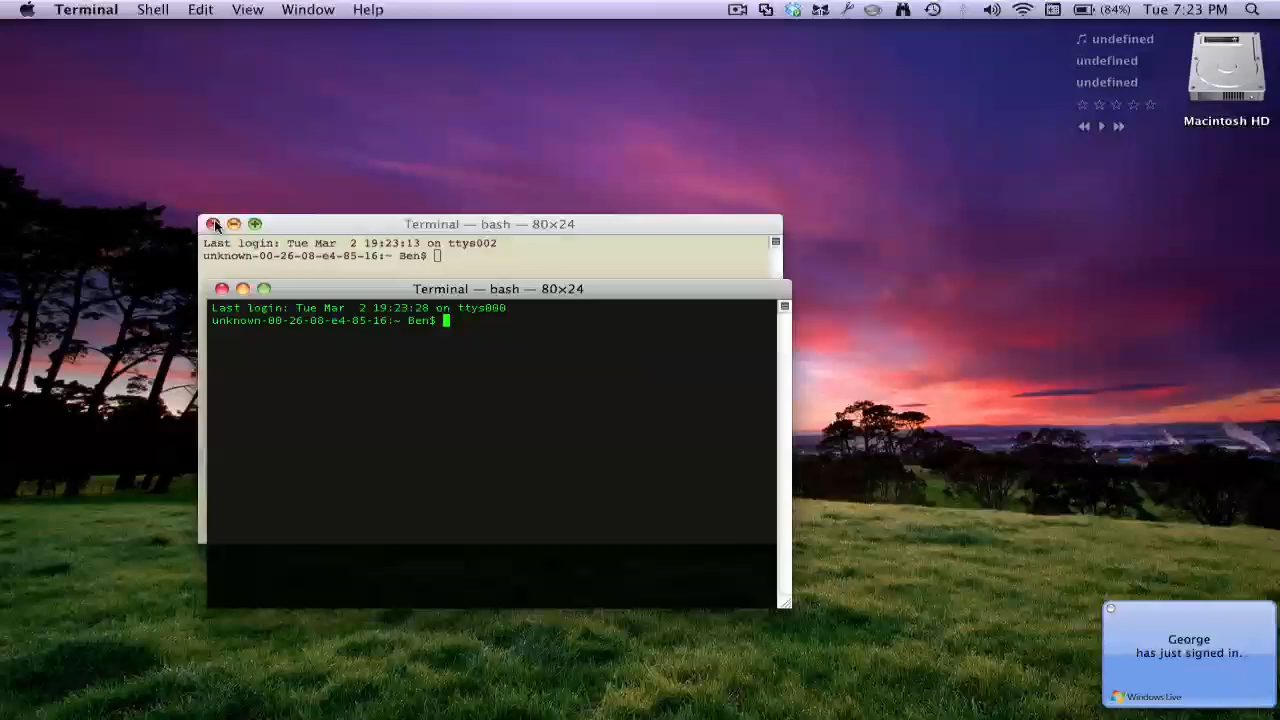 Terminal Shell Edit View Window Help (84%) Tue 7:23 PM
undefined
undefined
undefined
Macintosh HD
Terminal — bash — 80×24
Last login: Tue Mar  2 19:23:13 on ttys002
unknown-00-26-08-e4-85-16:~ Ben$
Terminal — bash — 80×24
Last login: Tue Mar  2 19:23:28 on ttys000
unknown-00-26-08-e4-85-16:~ Ben$
George
has just signed in.
Windows Live